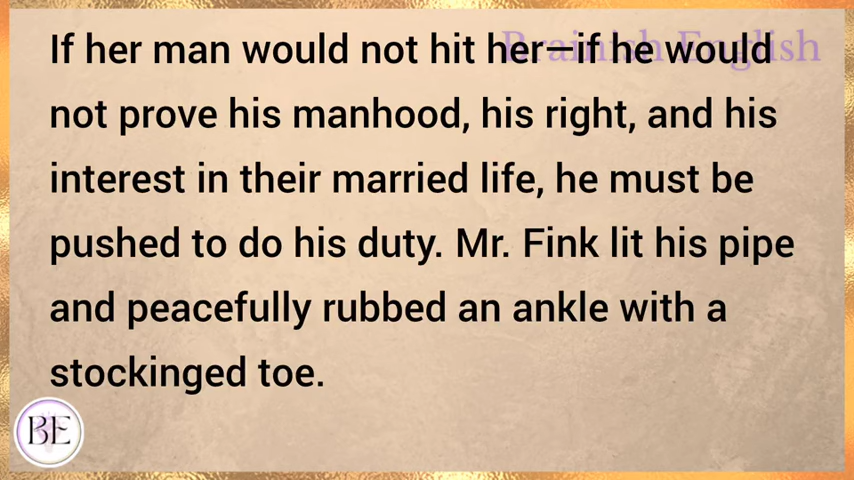 Brainish English
If her man would not hit her—if he would
not prove his manhood, his right, and his
interest in their married life, he must be
pushed to do his duty. Mr. Fink lit his pipe
and peacefully rubbed an ankle with a
stockinged toe.
BE